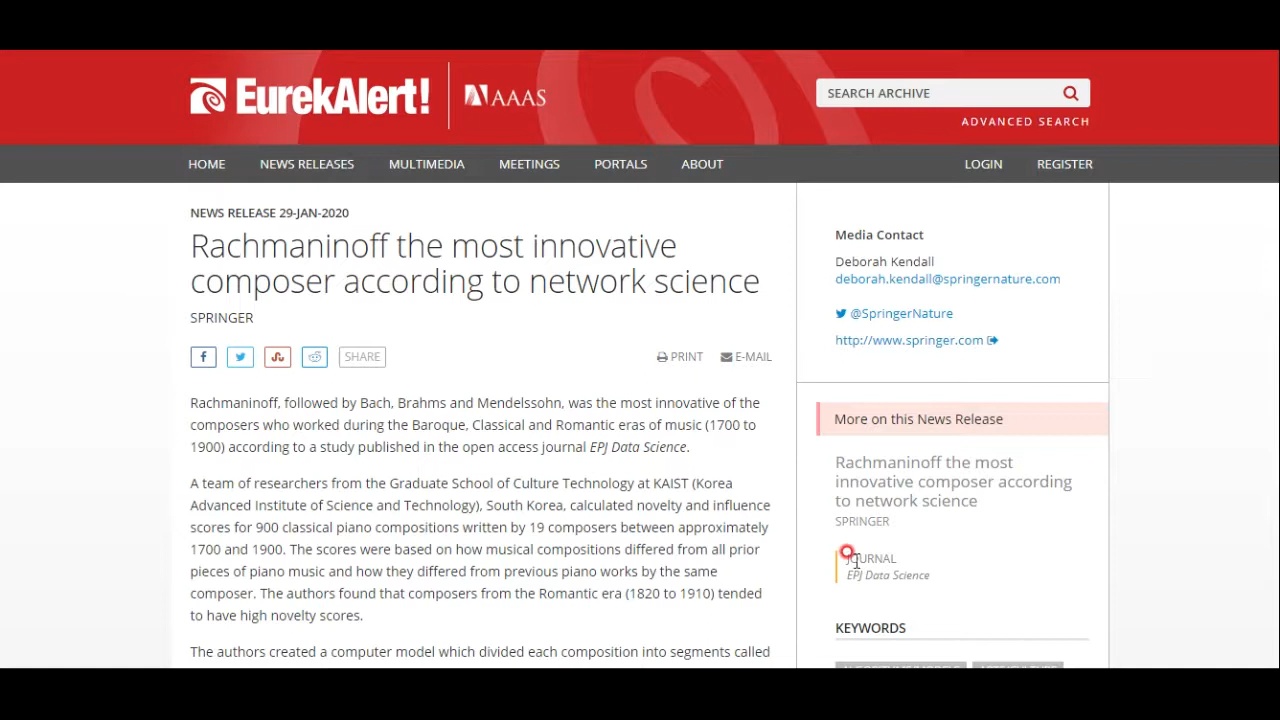 EurekAlert!
AAAS
SEARCH ARCHIVE
ADVANCED SEARCH
HOME
NEWS RELEASES
MULTIMEDIA
MEETINGS
PORTALS
ABOUT
LOGIN
REGISTER
NEWS RELEASE 29-JAN-2020
Rachmaninoff the most innovative
composer according to network science
SPRINGER
SHARE
PRINT
E-MAIL
Rachmaninoff, followed by Bach, Brahms and Mendelssohn, was the most innovative of the
composers who worked during the Baroque, Classical and Romantic eras of music (1700 to
1900) according to a study published in the open access journal EPJ Data Science.
A team of researchers from the Graduate School of Culture Technology at KAIST (Korea
Advanced Institute of Science and Technology), South Korea, calculated novelty and influence
scores for 900 classical piano compositions written by 19 composers between approximately
1700 and 1900. The scores were based on how musical compositions differed from all prior
pieces of piano music and how they differed from previous piano works by the same
composer. The authors found that composers from the Romantic era (1820 to 1910) tended
to have high novelty scores.
The authors created a computer model which divided each composition into segments called
Media Contact
Deborah Kendall
deborah.kendall@springernature.com
@SpringerNature
http://www.springer.com
More on this News Release
Rachmaninoff the most
innovative composer according
to network science
SPRINGER
JOURNAL
EPJ Data Science
KEYWORDS